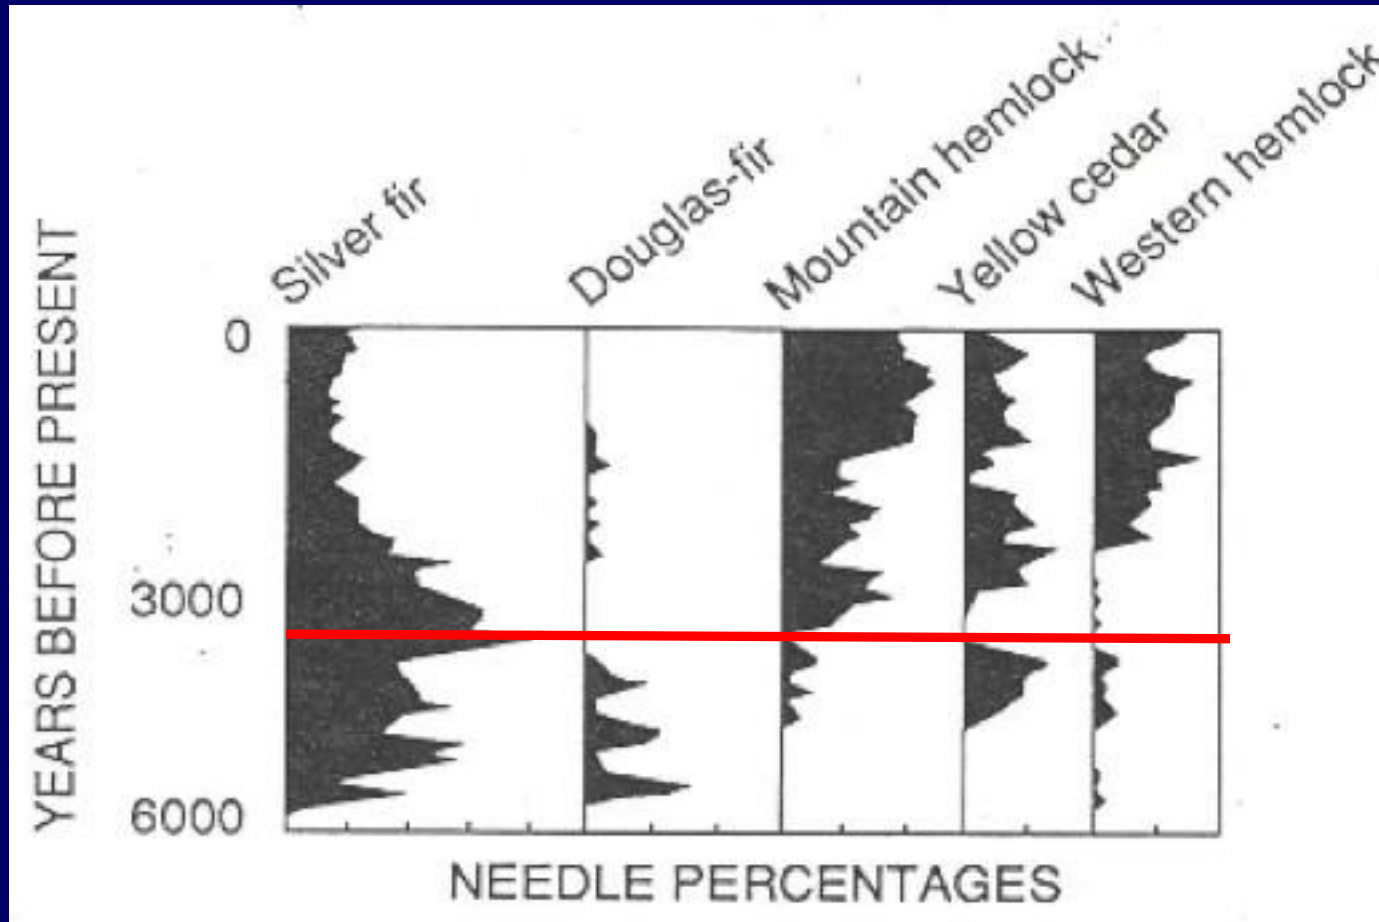 Silver fir
Douglas-fir
Mountain hemlock
Yellow cedar
Western hemlock
YEARS BEFORE PRESENT
0
3000
6000
NEEDLE PERCENTAGES